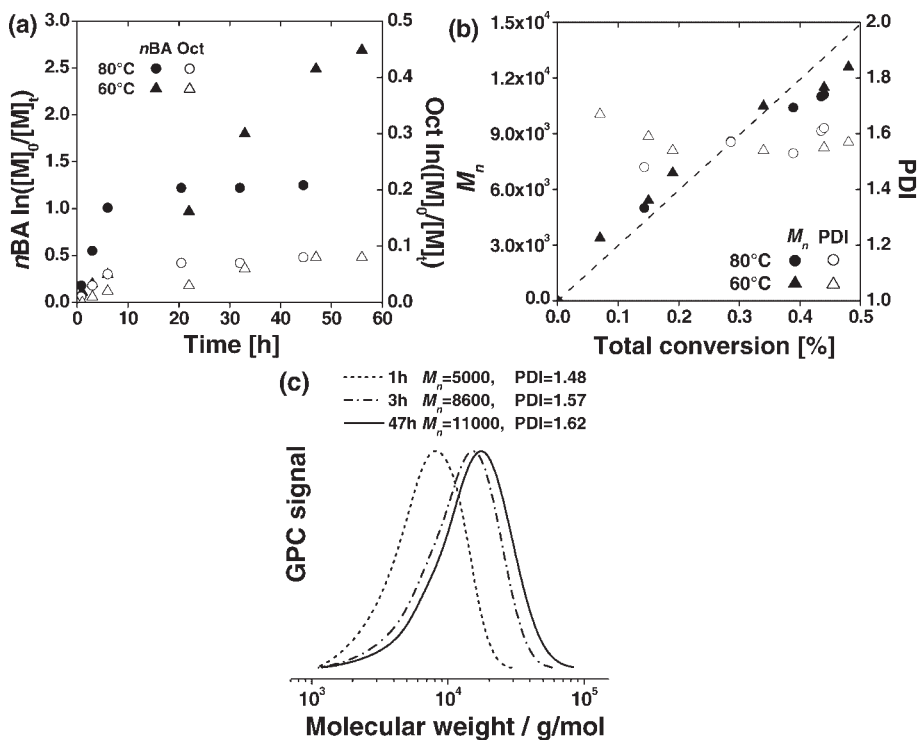 (a)
nBA Oct
80°C
60°C
3.0
2.5
2.0
1.5
1.0
0.5
0.0
nBA ln([M]0/[M]t)
0.5
0.4
0.3
0.2
0.1
0.0
Oct ln([M]0/[M]t)
0 10 20 30 40 50 60
Time [h]
(b)
1.5x10^4
1.2x10^4
9.0x10^3
6.0x10^3
3.0x10^3
0.0
Mn
2.0
1.8
1.6
1.4
1.2
1.0
PDI
Mn PDI
80°C
60°C
0.0 0.1 0.2 0.3 0.4 0.5
Total conversion [%]
(c)
1h Mn=5000, PDI=1.48
3h Mn=8600, PDI=1.57
47h Mn=11000, PDI=1.62
GPC signal
10^3 10^4 10^5
Molecular weight / g/mol